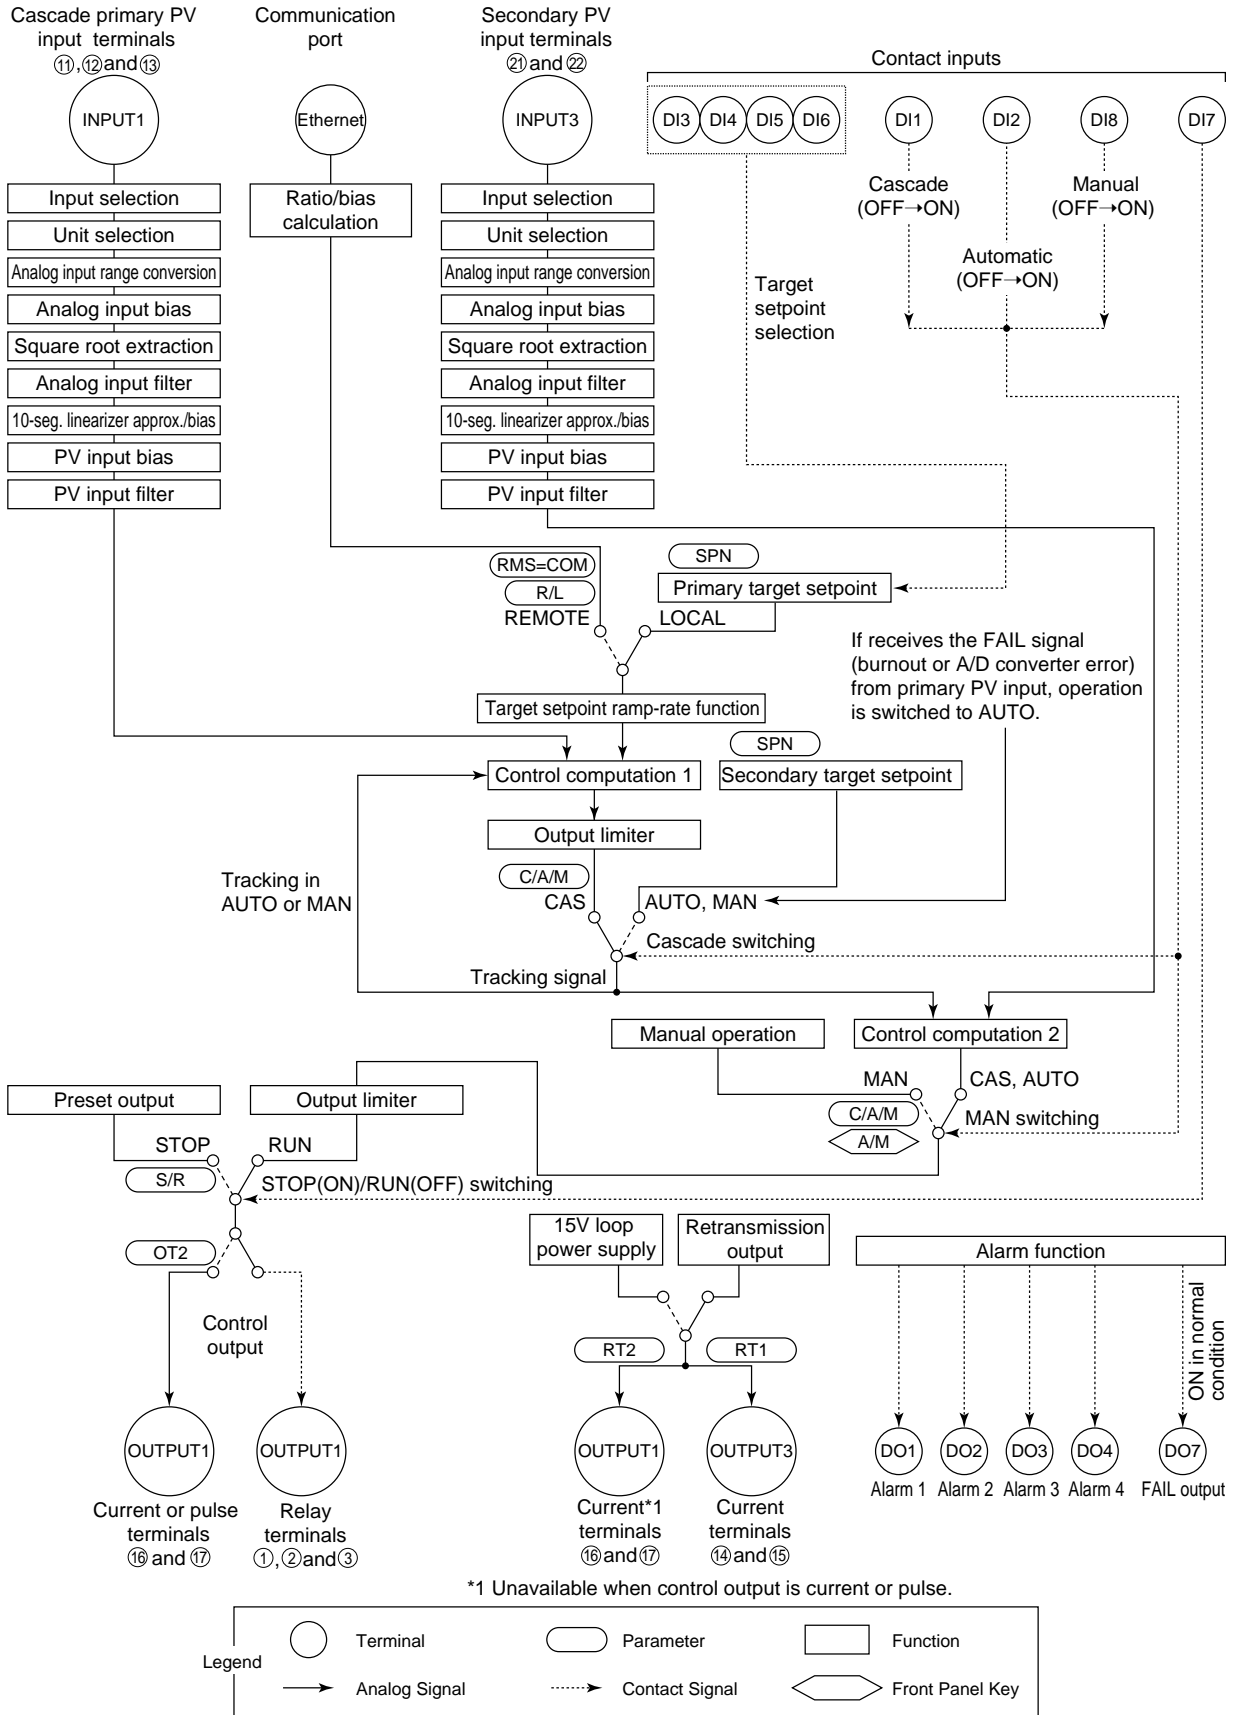 Cascade primary PV
input terminals
⑪,⑫and⑬
Communication
port
Secondary PV
input terminals
㉑and㉒
Contact inputs
INPUT1
Ethernet
INPUT3
DI3
DI4
DI5
DI6
DI1
DI2
DI8
DI7
Input selection
Unit selection
Analog input range conversion
Analog input bias
Square root extraction
Analog input filter
10-seg. linearizer approx./bias
PV input bias
PV input filter
Ratio/bias
calculation
Input selection
Unit selection
Analog input range conversion
Analog input bias
Square root extraction
Analog input filter
10-seg. linearizer approx./bias
PV input bias
PV input filter
Cascade
(OFF→ON)
Manual
(OFF→ON)
Automatic
(OFF→ON)
Target
setpoint
selection
RMS=COM
R/L
REMOTE
SPN
Primary target setpoint
LOCAL
If receives the FAIL signal
(burnout or A/D converter error)
from primary PV input, operation
is switched to AUTO.
Target setpoint ramp-rate function
SPN
Control computation 1
Secondary target setpoint
Output limiter
C/A/M
CAS
AUTO, MAN
Tracking in
AUTO or MAN
Cascade switching
Tracking signal
Manual operation
Control computation 2
MAN
CAS, AUTO
C/A/M
A/M
MAN switching
Preset output
Output limiter
STOP
RUN
S/R
STOP(ON)/RUN(OFF) switching
OT2
Control
output
15V loop
power supply
Retransmission
output
Alarm function
RT2
RT1
ON in normal
condition
OUTPUT1
OUTPUT1
OUTPUT1
OUTPUT3
DO1
DO2
DO3
DO4
DO7
Alarm 1
Alarm 2
Alarm 3
Alarm 4
FAIL output
Current or pulse
terminals
⑯ and ⑰
Relay
terminals
①,②and③
Current*1
terminals
⑯and⑰
Current
terminals
⑭and⑮
*1 Unavailable when control output is current or pulse.
Legend
Terminal
Parameter
Function
Analog Signal
Contact Signal
Front Panel Key